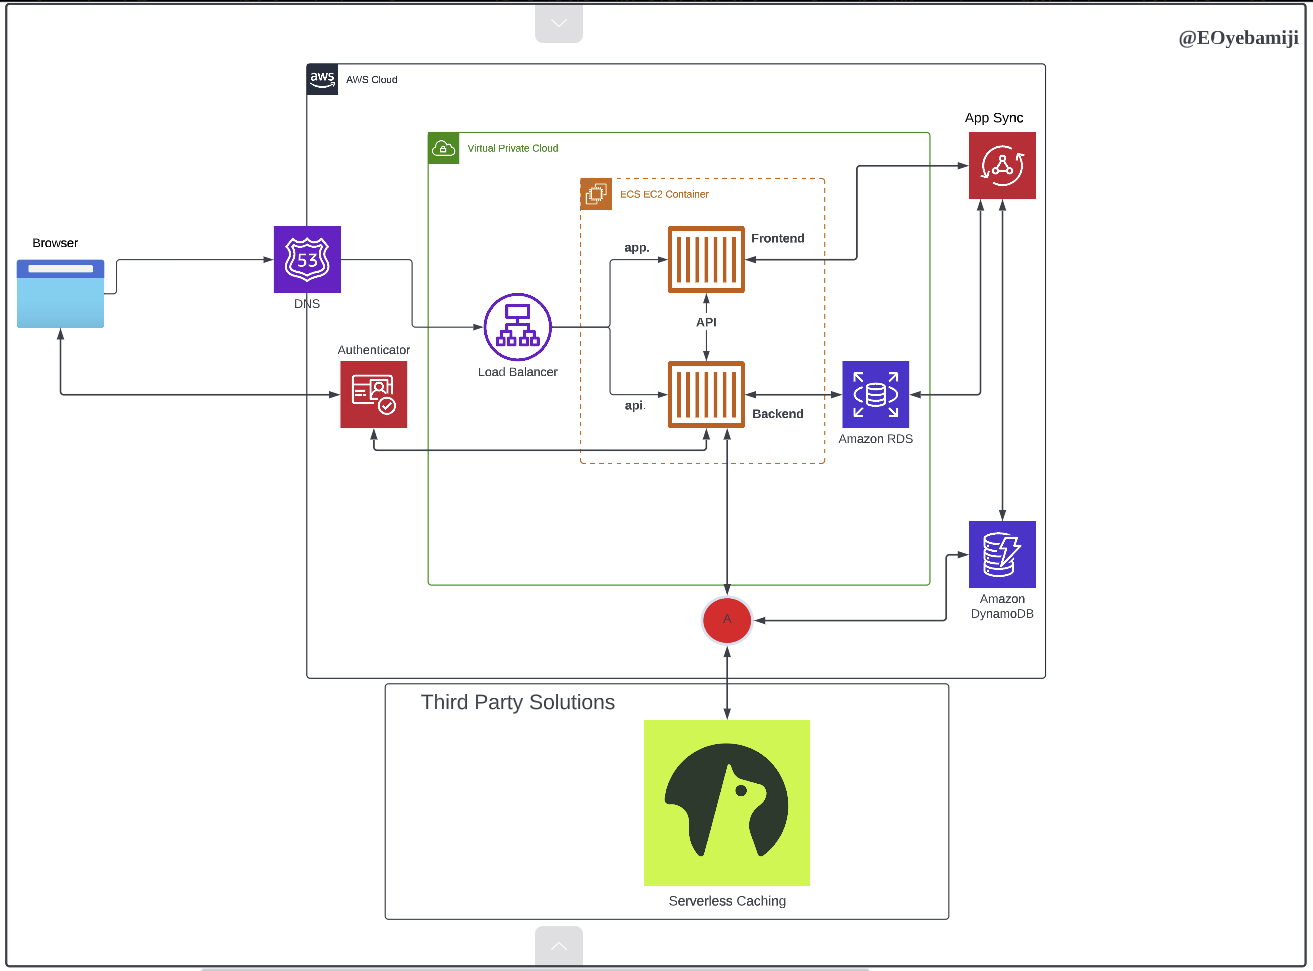 @EOyebamiji
aws
AWS Cloud
App Sync
Virtual Private Cloud
ECS EC2 Container
Browser
app.
Frontend
53
DNS
API
Authenticator
Load Balancer
api.
Backend
Amazon RDS
Amazon
DynamoDB
A
Third Party Solutions
Serverless Caching